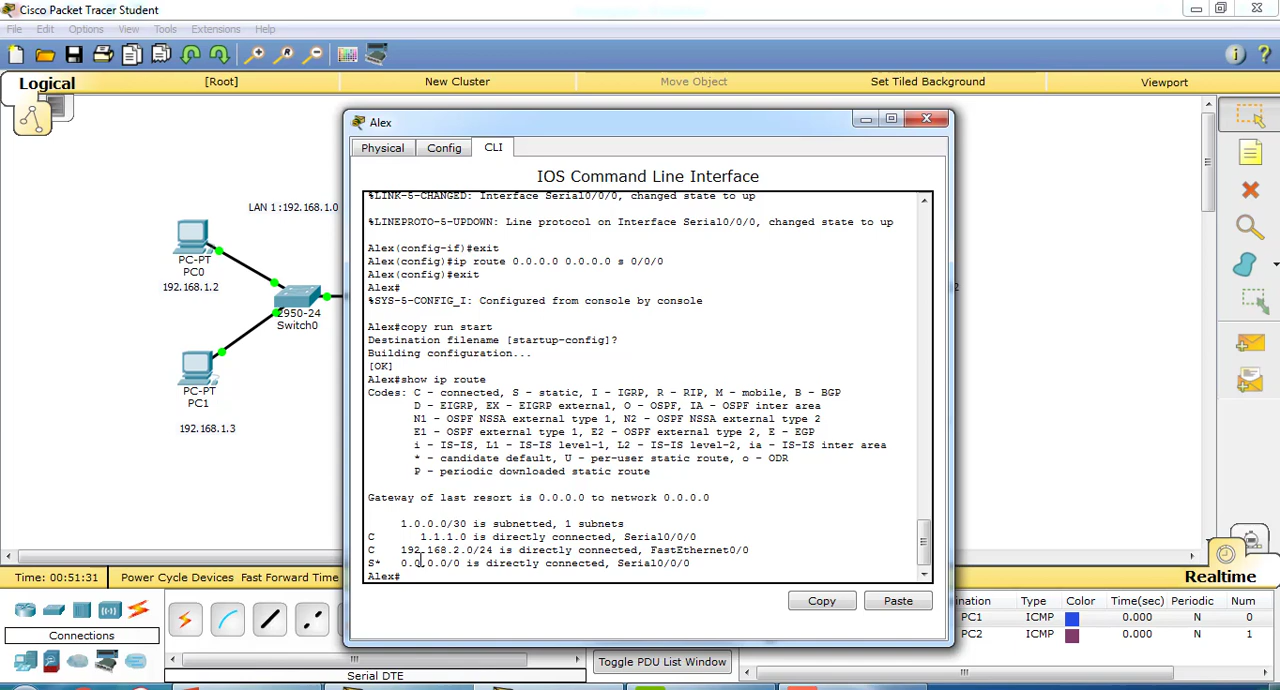 Cisco Packet Tracer Student
File Edit Options View Tools Extensions Help
Logical [Root] New Cluster Move Object Set Tiled Background Viewport
Alex
Physical Config CLI
IOS Command Line Interface
%LINK-5-CHANGED: Interface Serial0/0/0, changed state to up
%LINEPROTO-5-UPDOWN: Line protocol on Interface Serial0/0/0, changed state to up
Alex(config-if)#exit
Alex(config)#ip route 0.0.0.0 0.0.0.0 s 0/0/0
Alex(config)#exit
Alex#
%SYS-5-CONFIG_I: Configured from console by console
Alex#copy run start
Destination filename [startup-config]?
Building configuration...
[OK]
Alex#show ip route
Codes: C - connected, S - static, I - IGRP, R - RIP, M - mobile, B - BGP
D - EIGRP, EX - EIGRP external, O - OSPF, IA - OSPF inter area
N1 - OSPF NSSA external type 1, N2 - OSPF NSSA external type 2
E1 - OSPF external type 1, E2 - OSPF external type 2, E - EGP
i - IS-IS, L1 - IS-IS level-1, L2 - IS-IS level-2, ia - IS-IS inter area
* - candidate default, U - per-user static route, o - ODR
P - periodic downloaded static route
Gateway of last resort is 0.0.0.0 to network 0.0.0.0
1.0.0.0/30 is subnetted, 1 subnets
C 1.1.1.0 is directly connected, Serial0/0/0
C 192.168.2.0/24 is directly connected, FastEthernet0/0
S* 0.0.0.0/0 is directly connected, Serial0/0/0
Alex#
Copy Paste
LAN 1 :192.168.1.0
PC-PT
PC0
192.168.1.2
2950-24
Switch0
PC-PT
PC1
192.168.1.3
Time: 00:51:31 Power Cycle Devices Fast Forward Time
Realtime
Connections
Serial DTE
Toggle PDU List Window
ination Type Color Time(sec) Periodic Num
PC1 ICMP 0.000 N 0
PC2 ICMP 0.000 N 1